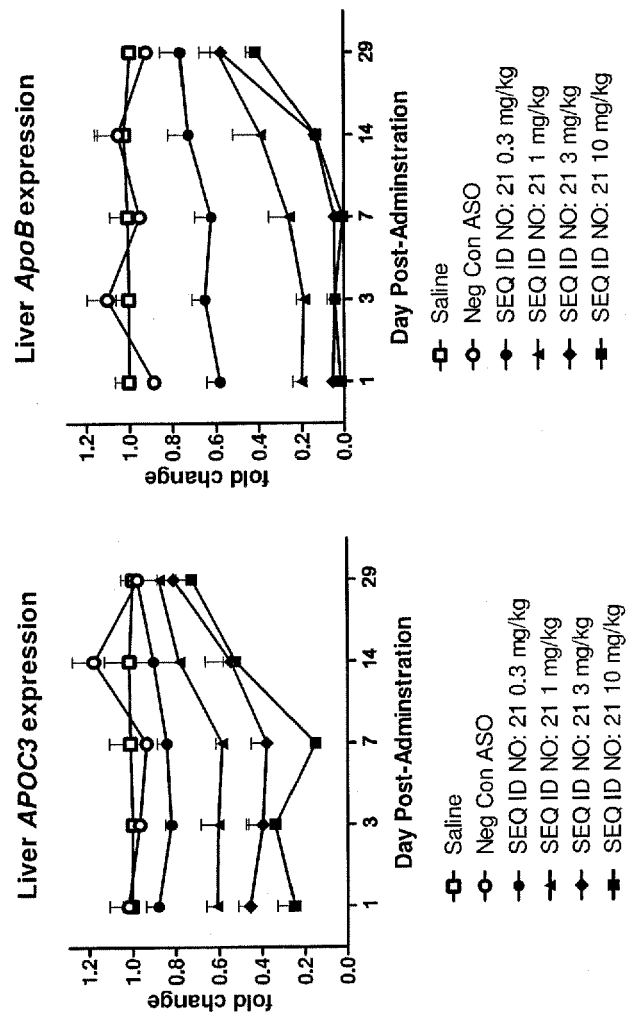 Liver APOC3 expression
fold change
1.2
1.0
0.8
0.6
0.4
0.2
0.0
1 3 7 14 29
Day Post-Adminstration
Saline
Neg Con ASO
SEQ ID NO: 21 0.3 mg/kg
SEQ ID NO: 21 1 mg/kg
SEQ ID NO: 21 3 mg/kg
SEQ ID NO: 21 10 mg/kg
Liver ApoB expression
fold change
1.2
1.0
0.8
0.6
0.4
0.2
0.0
1 3 7 14 29
Day Post-Adminstration
Saline
Neg Con ASO
SEQ ID NO: 21 0.3 mg/kg
SEQ ID NO: 21 1 mg/kg
SEQ ID NO: 21 3 mg/kg
SEQ ID NO: 21 10 mg/kg